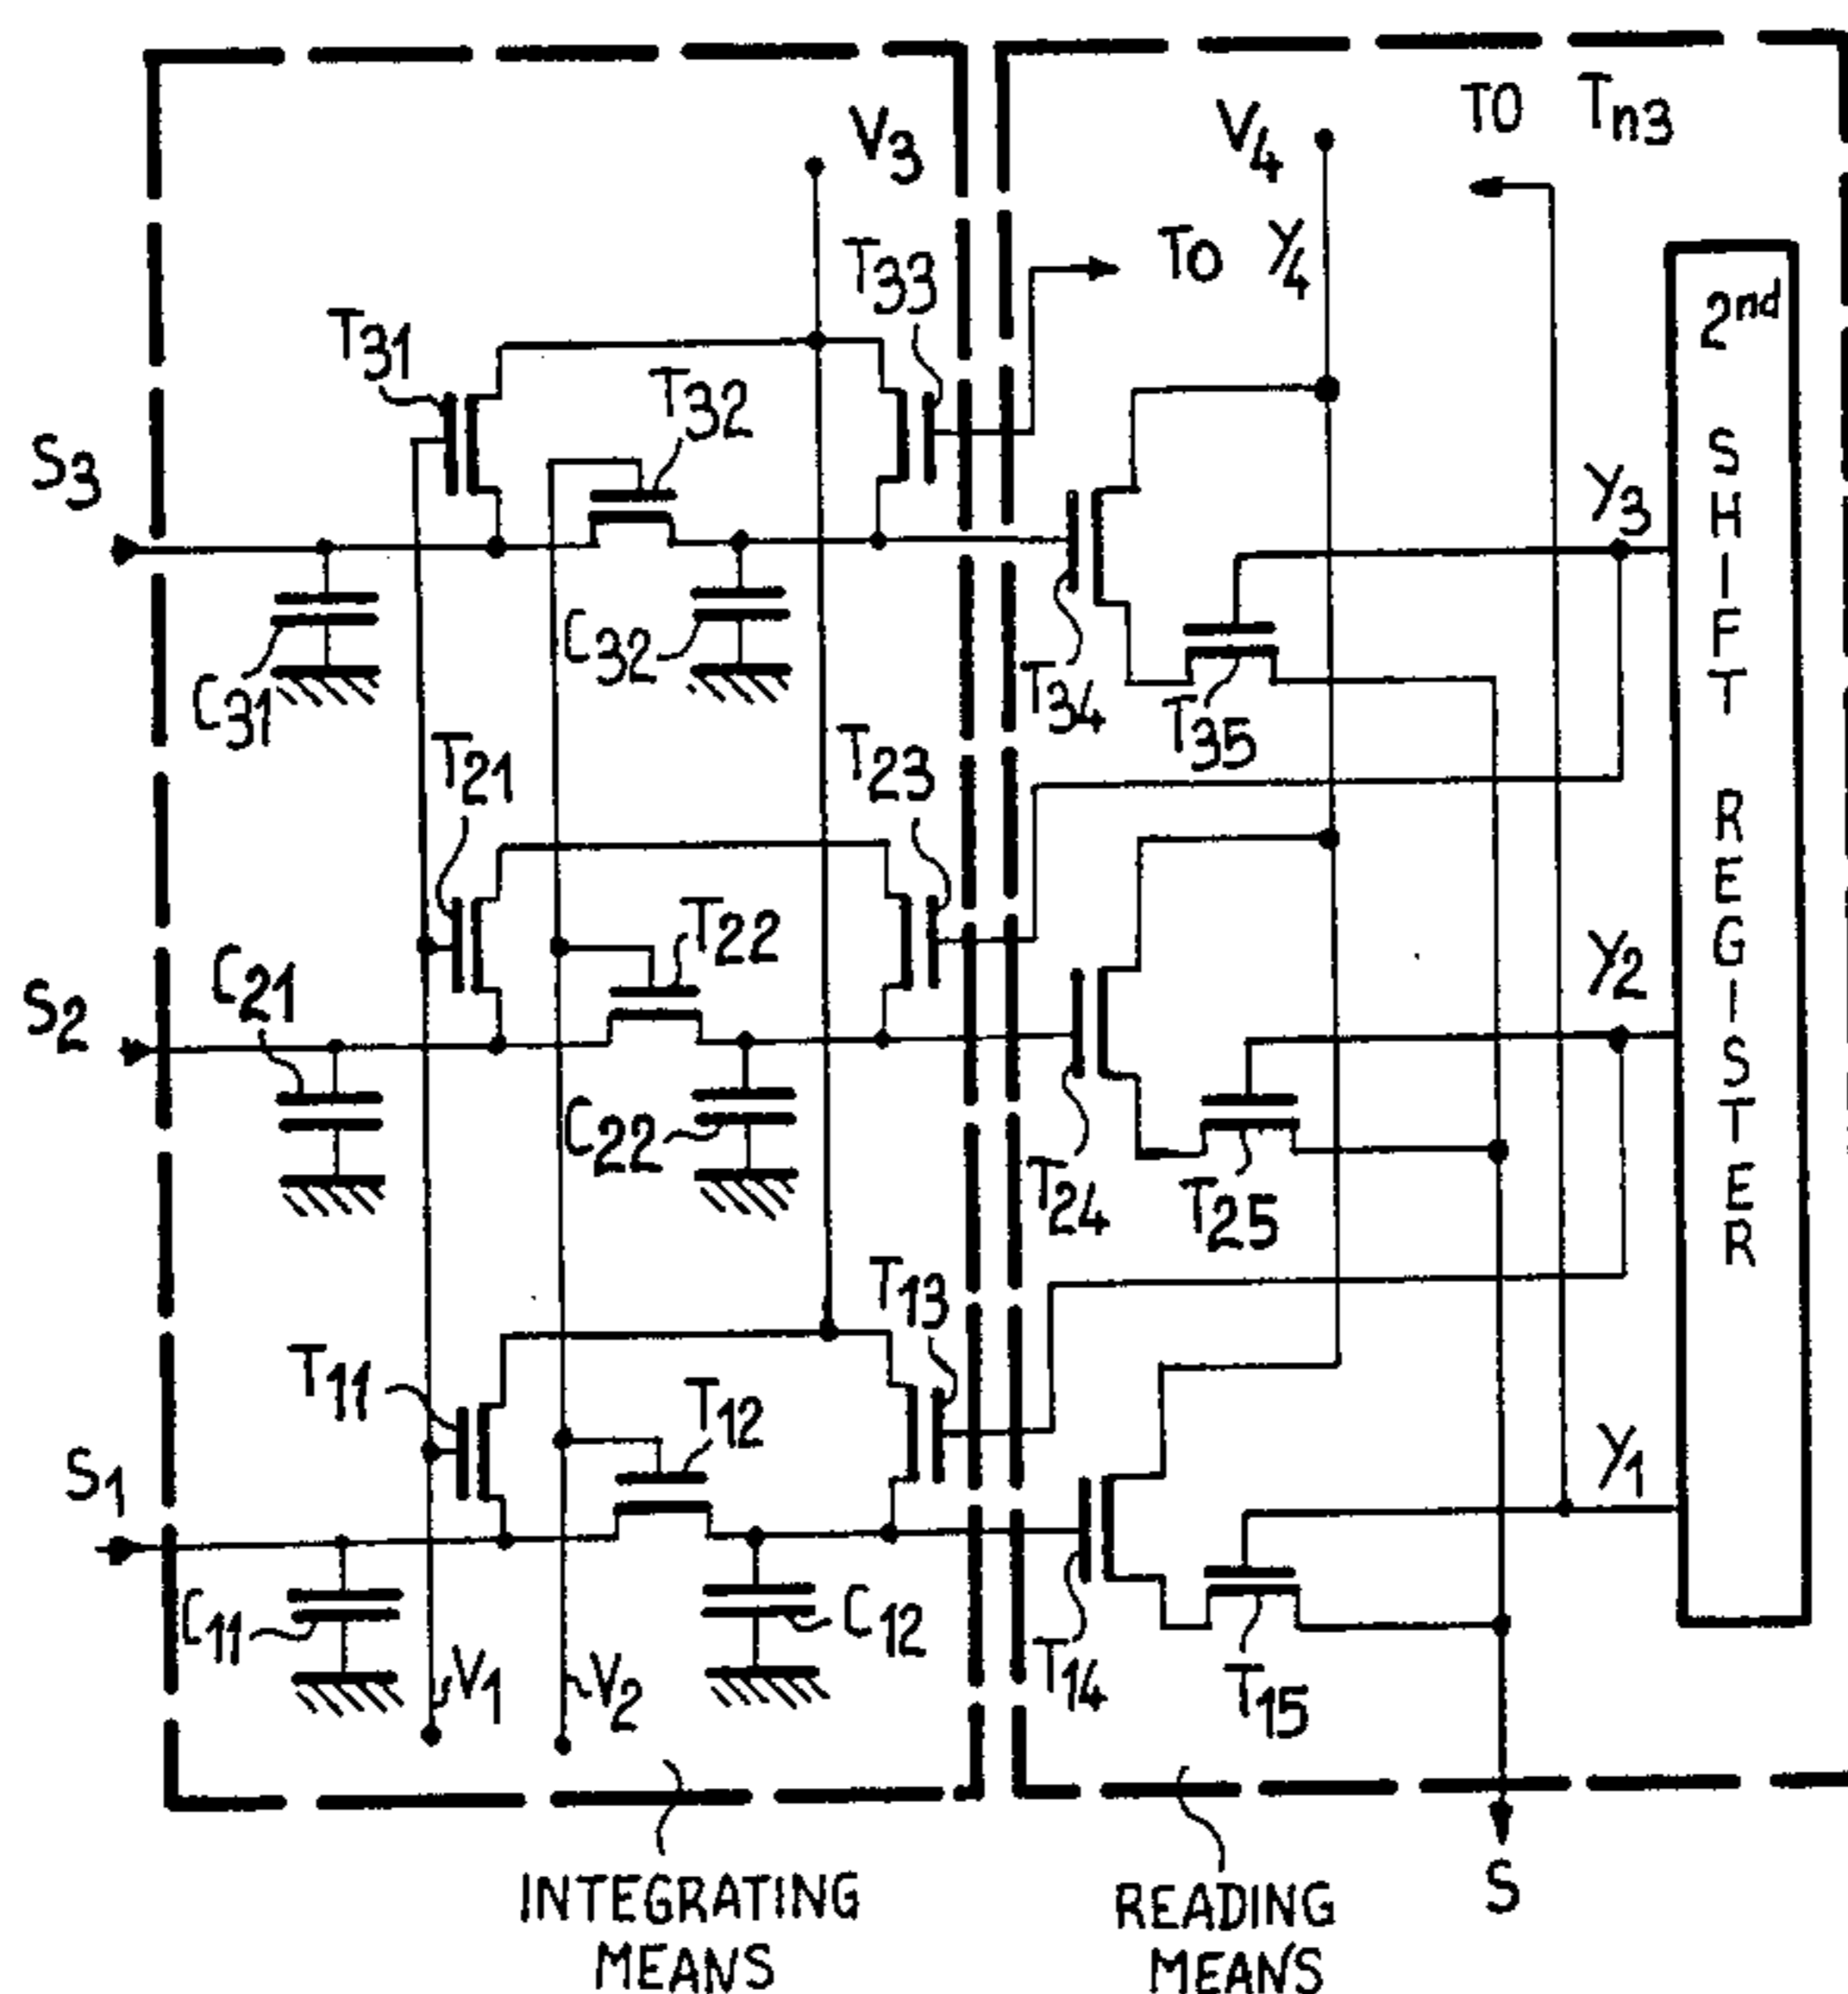 V3
V4
TO Tn3
T33
TO Y4
2nd SHIFT REGISTER
T31
T32
S3
Y3
C31
C32
T34
T35
T21
T23
C21
T22
S2
Y2
C22
T24
T25
T13
T11
T12
S1
Y1
C11
V1
V2
C12
T14
T15
S
INTEGRATING
MEANS
READING
MEANS